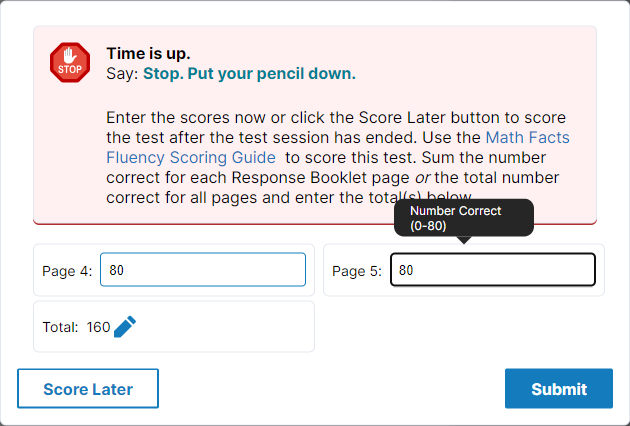 STOP
Time is up.
Say: Stop. Put your pencil down.
Enter the scores now or click the Score Later button to score
the test after the test session has ended. Use the Math Facts
Fluency Scoring Guide to score this test. Sum the number
correct for each Response Booklet page or the total number
correct for all pages and enter the total(s) below.
Number Correct
(0-80)
Page 4: 80
Page 5: 80
Total: 160
Score Later
Submit